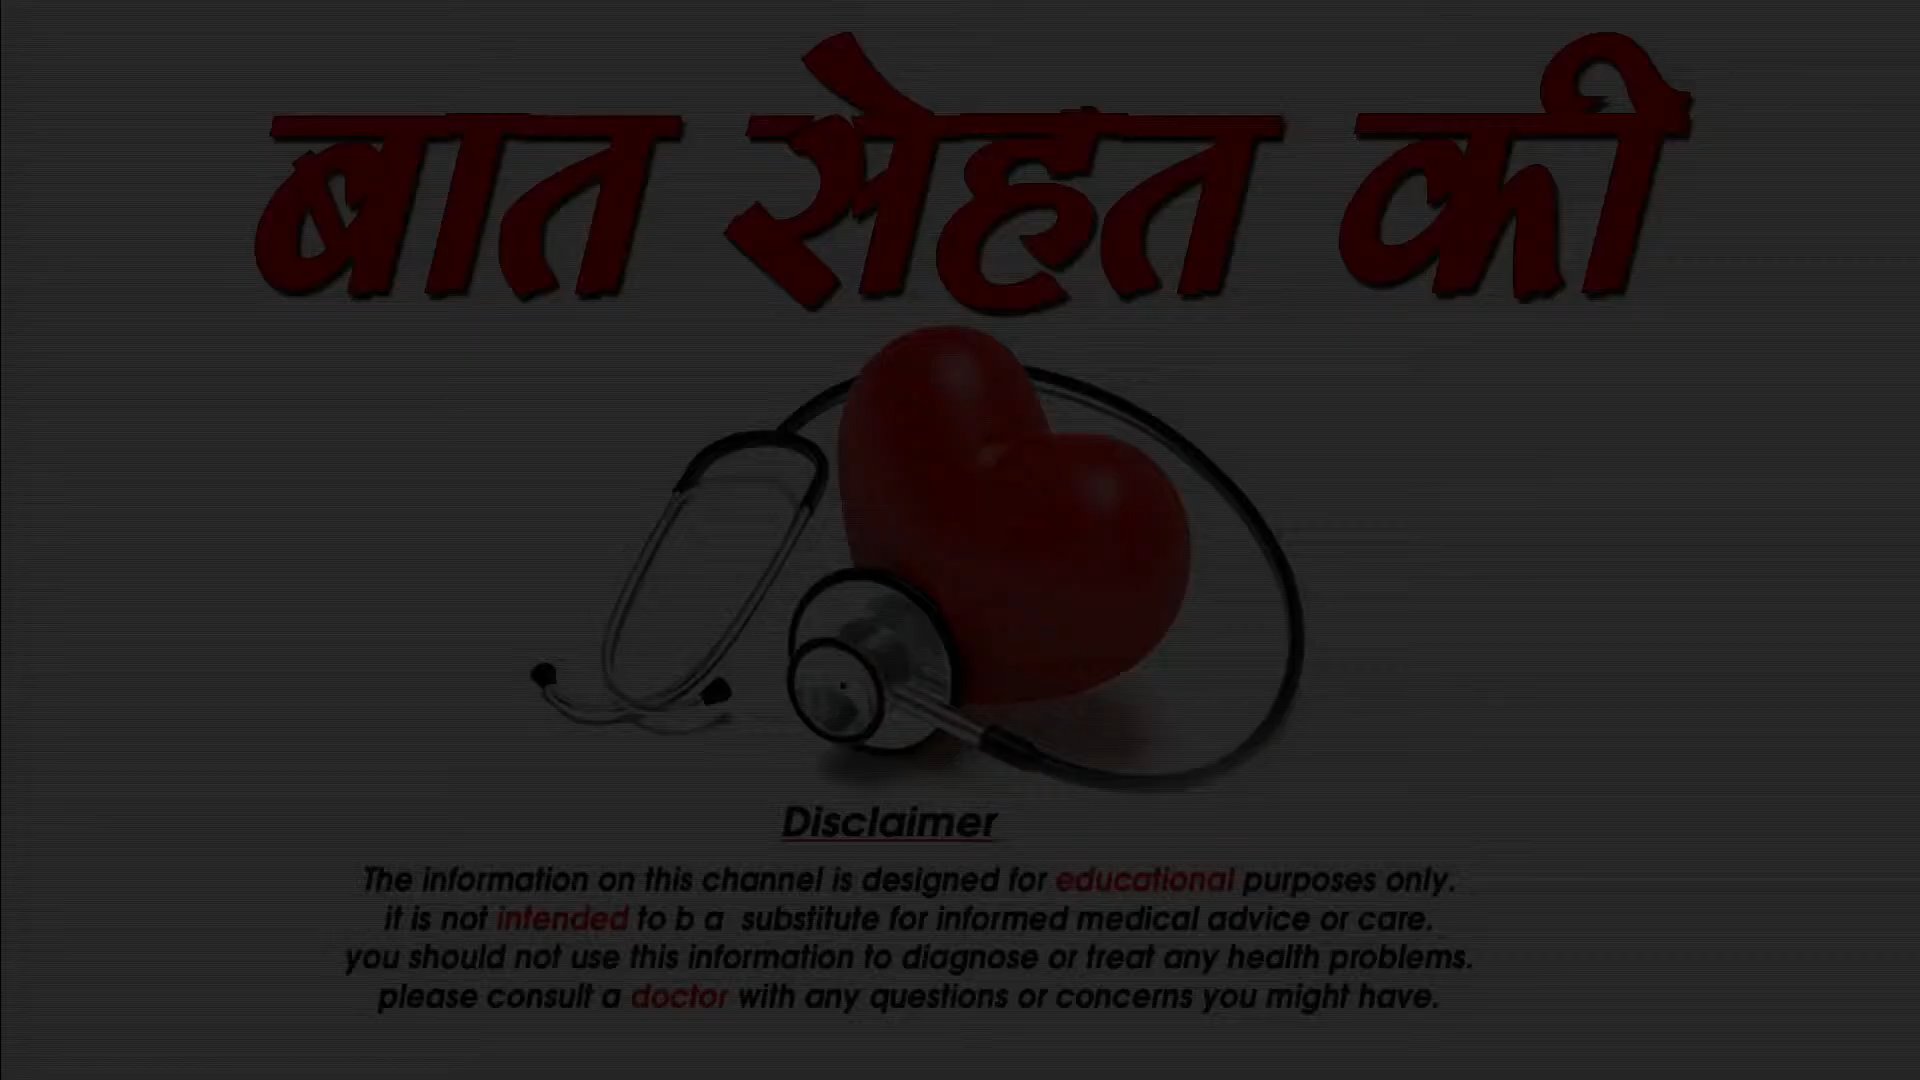 बात सेहत की
Disclaimer
The information on this channel is designed for educational purposes only.
it is not intended to b a substitute for informed medical advice or care.
you should not use this information to diagnose or treat any health problems.
please consult a doctor with any questions or concerns you might have.